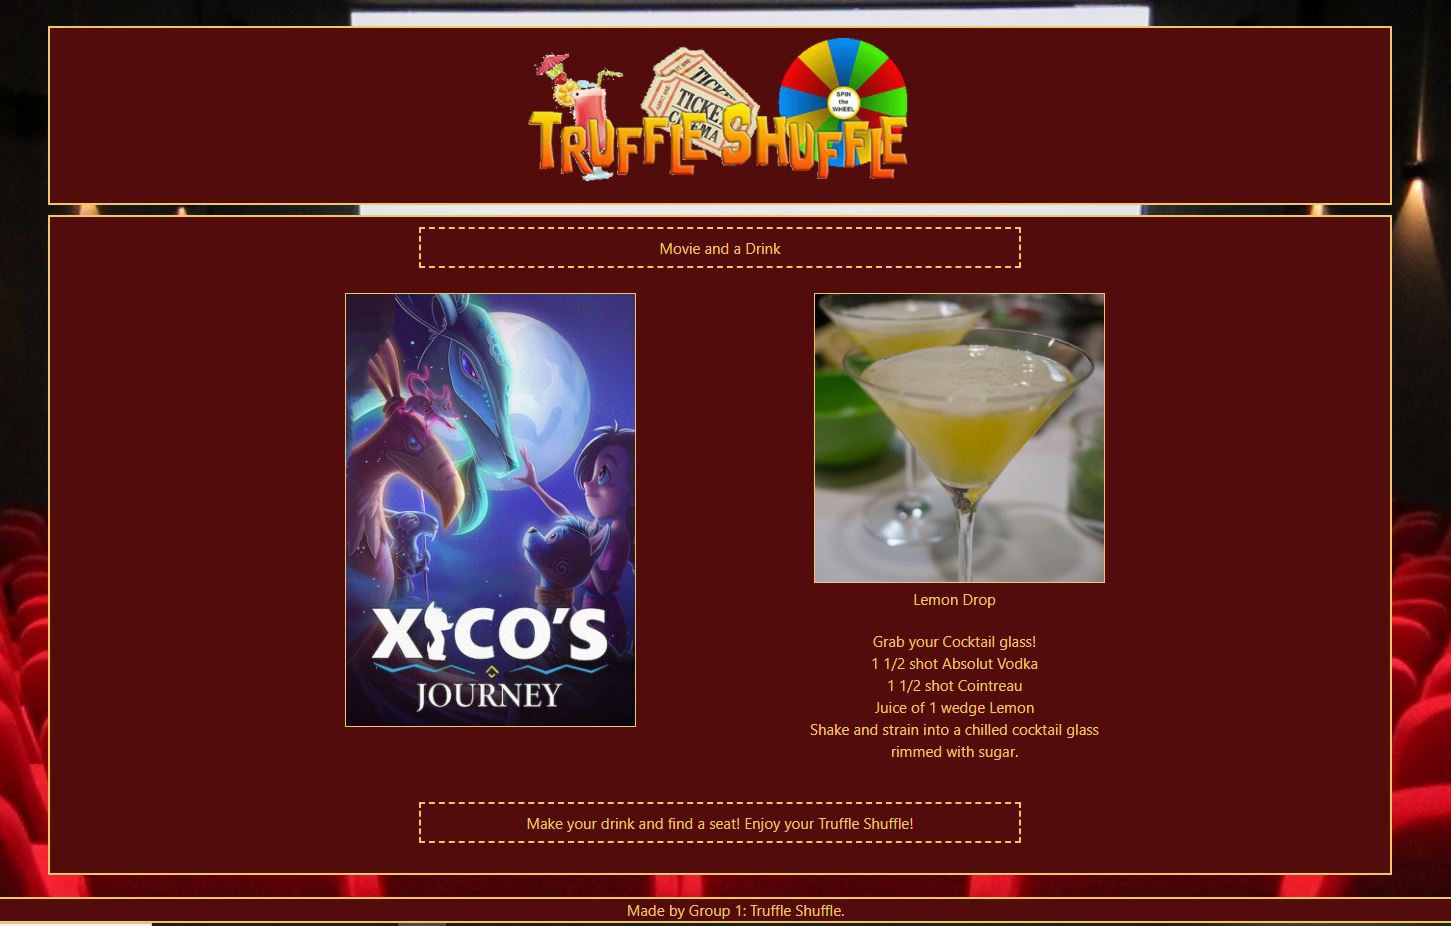 TICKET
TICKET
CINEMA
SPIN
the
WHEEL
TRUFFLE SHUFFLE
Movie and a Drink
XICO'S
JOURNEY
Lemon Drop
Grab your Cocktail glass!
1 1/2 shot Absolut Vodka
1 1/2 shot Cointreau
Juice of 1 wedge Lemon
Shake and strain into a chilled cocktail glass
rimmed with sugar.
Make your drink and find a seat! Enjoy your Truffle Shuffle!
Made by Group 1: Truffle Shuffle.